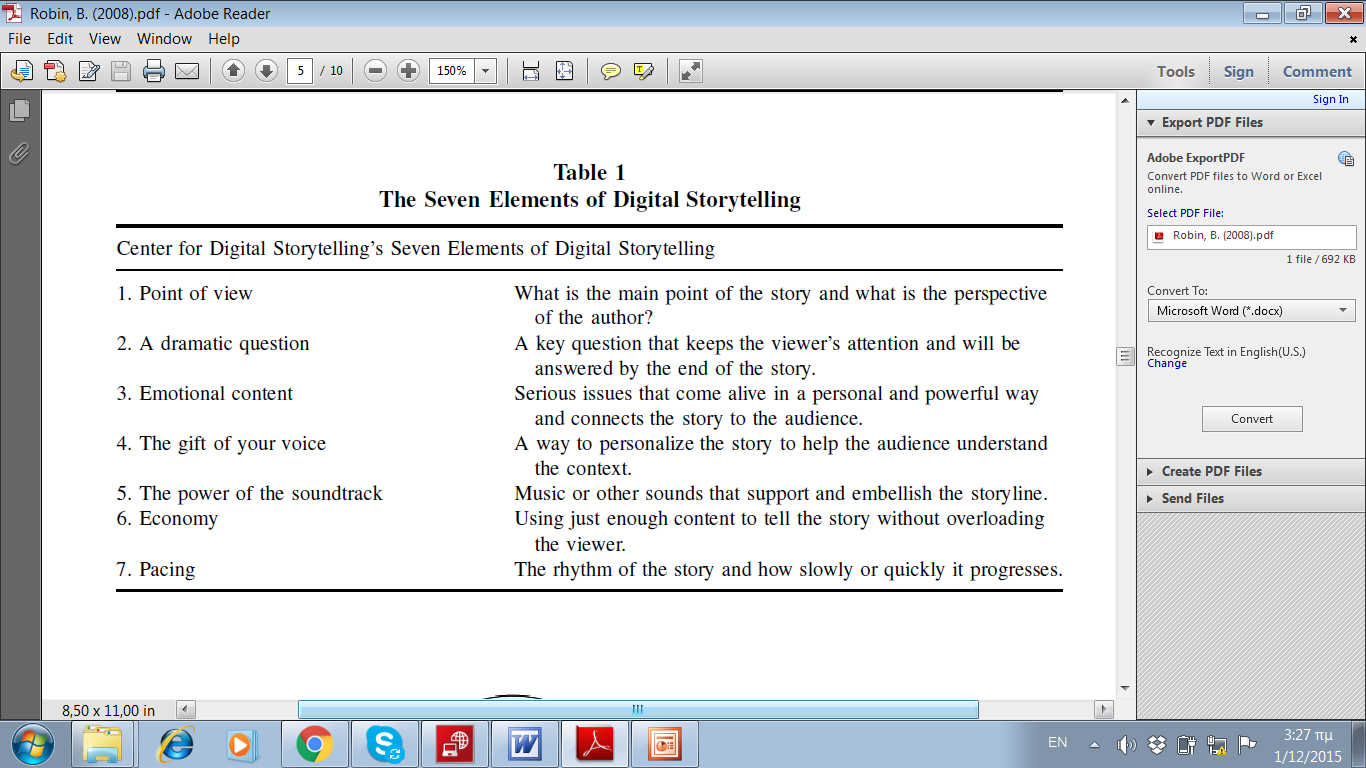 Robin, B. (2008).pdf - Adobe Reader
File Edit View Window Help
5 / 10 150% Tools Sign Comment
Sign In
Export PDF Files
Adobe ExportPDF
Convert PDF files to Word or Excel
online.
Select PDF File:
Robin, B. (2008).pdf
1 file / 692 KB
Convert To:
Microsoft Word (*.docx)
Recognize Text in English(U.S.)
Change
Convert
Create PDF Files
Send Files
Table 1
The Seven Elements of Digital Storytelling
Center for Digital Storytelling's Seven Elements of Digital Storytelling
1. Point of view What is the main point of the story and what is the perspective
of the author?
2. A dramatic question A key question that keeps the viewer's attention and will be
answered by the end of the story.
3. Emotional content Serious issues that come alive in a personal and powerful way
and connects the story to the audience.
4. The gift of your voice A way to personalize the story to help the audience understand
the context.
5. The power of the soundtrack Music or other sounds that support and embellish the storyline.
6. Economy Using just enough content to tell the story without overloading
the viewer.
7. Pacing The rhythm of the story and how slowly or quickly it progresses.
8,50 x 11,00 in
EN
3:27 πμ
1/12/2015